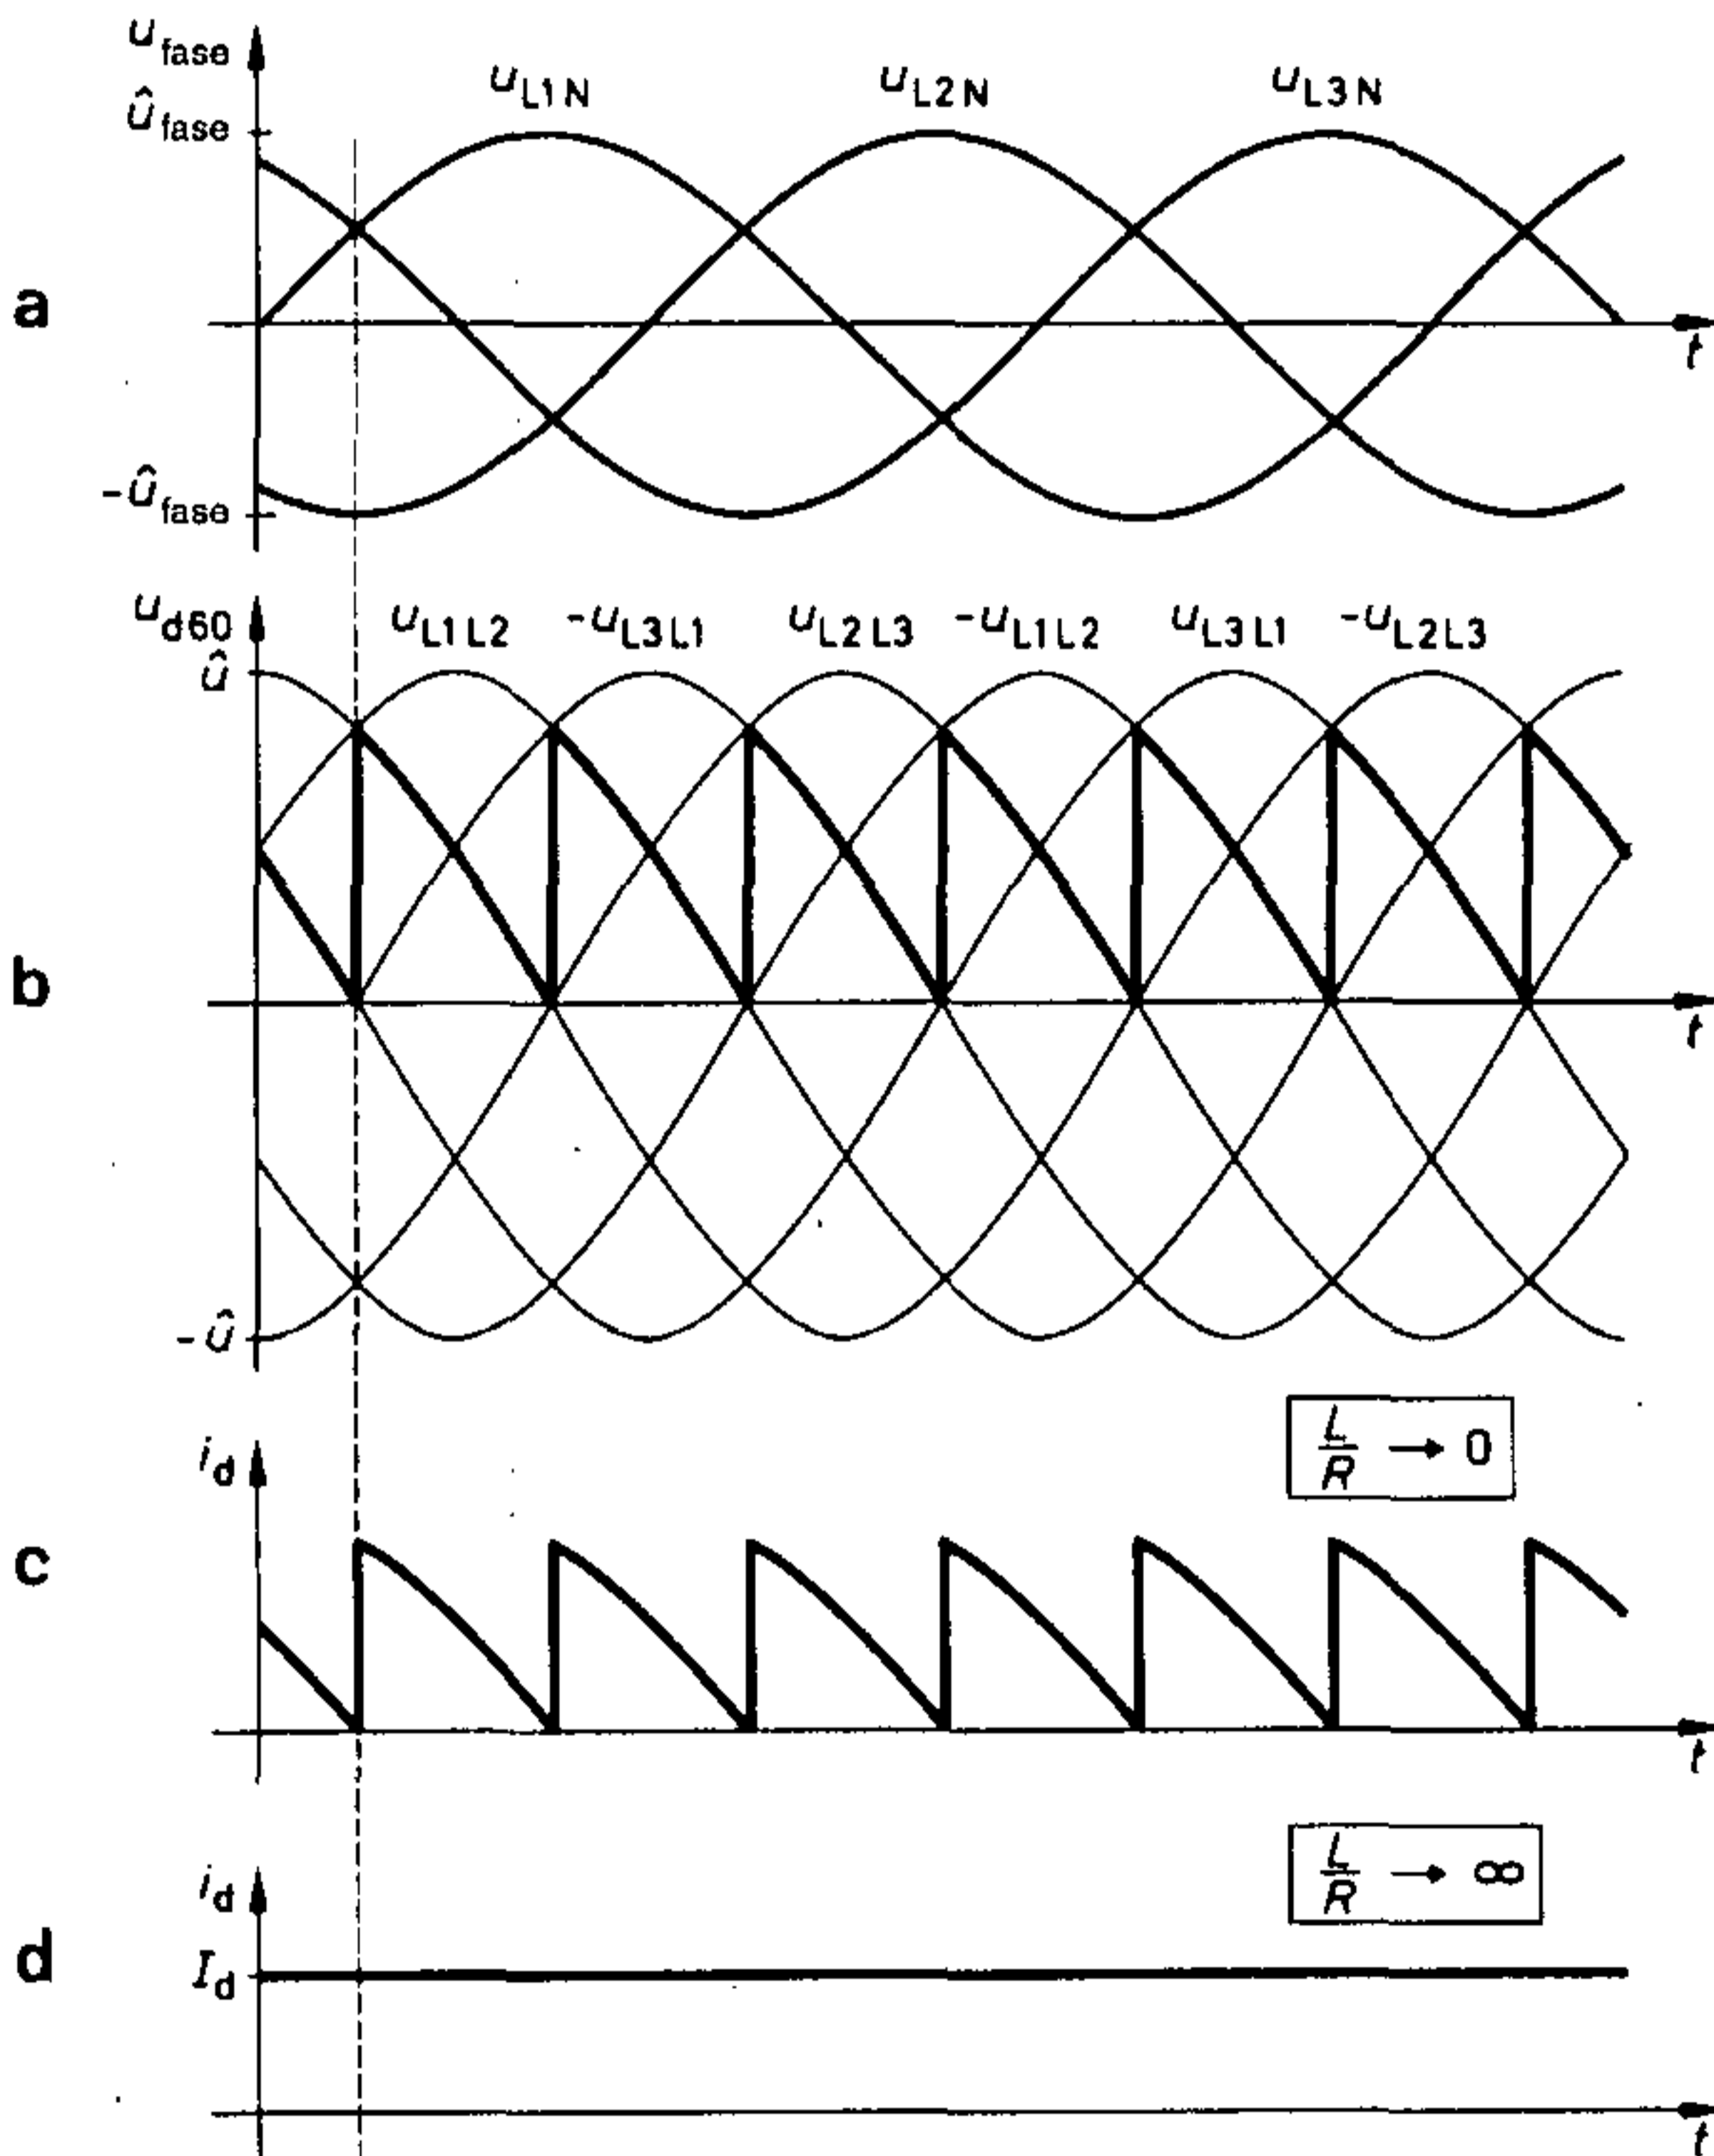 u_fase
û_fase
u_L1N u_L2N u_L3N
a
t
-û_fase
u_d60
û
u_L1L2 -u_L3L1 u_L2L3 -u_L1L2 u_L3L1 -u_L2L3
b
t
-û
L/R → 0
i_d
c
t
L/R → ∞
i_d
d
I_d
t